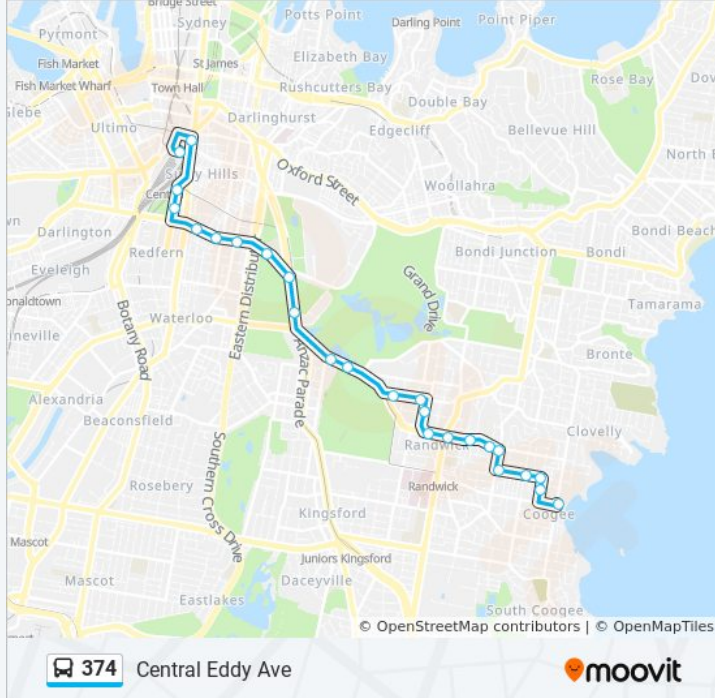 Bridge Street
Potts Point
Darling Point
Point Piper
Pyrmont
Sydney
Fish Market
St James
Elizabeth Bay
Rose Bay
Fish Market Wharf
Town Hall
Rushcutters Bay
Double Bay
Glebe
Ultimo
Darlinghurst
Edgecliff
Bellevue Hill
North B
Oxford Street
Woollahra
Darlington
Redfern
Bondi Junction
Bondi
Bondi Beach
Eveleigh
Eastern Distribut
Grand Drive
onaldtown
Botany Road
Waterloo
Tamarama
ineville
Anzac Parade
Bronte
Alexandria
Beaconsfield
Clovelly
Southern Cross Drive
Randwick
Rosebery
Randwick
Kingsford
Coogee
Mascot
Juniors Kingsford
Mascot
Daceyville
Eastlakes
South Coogee
© OpenStreetMap contributors | © OpenMapTiles
374 Central Eddy Ave
moovit